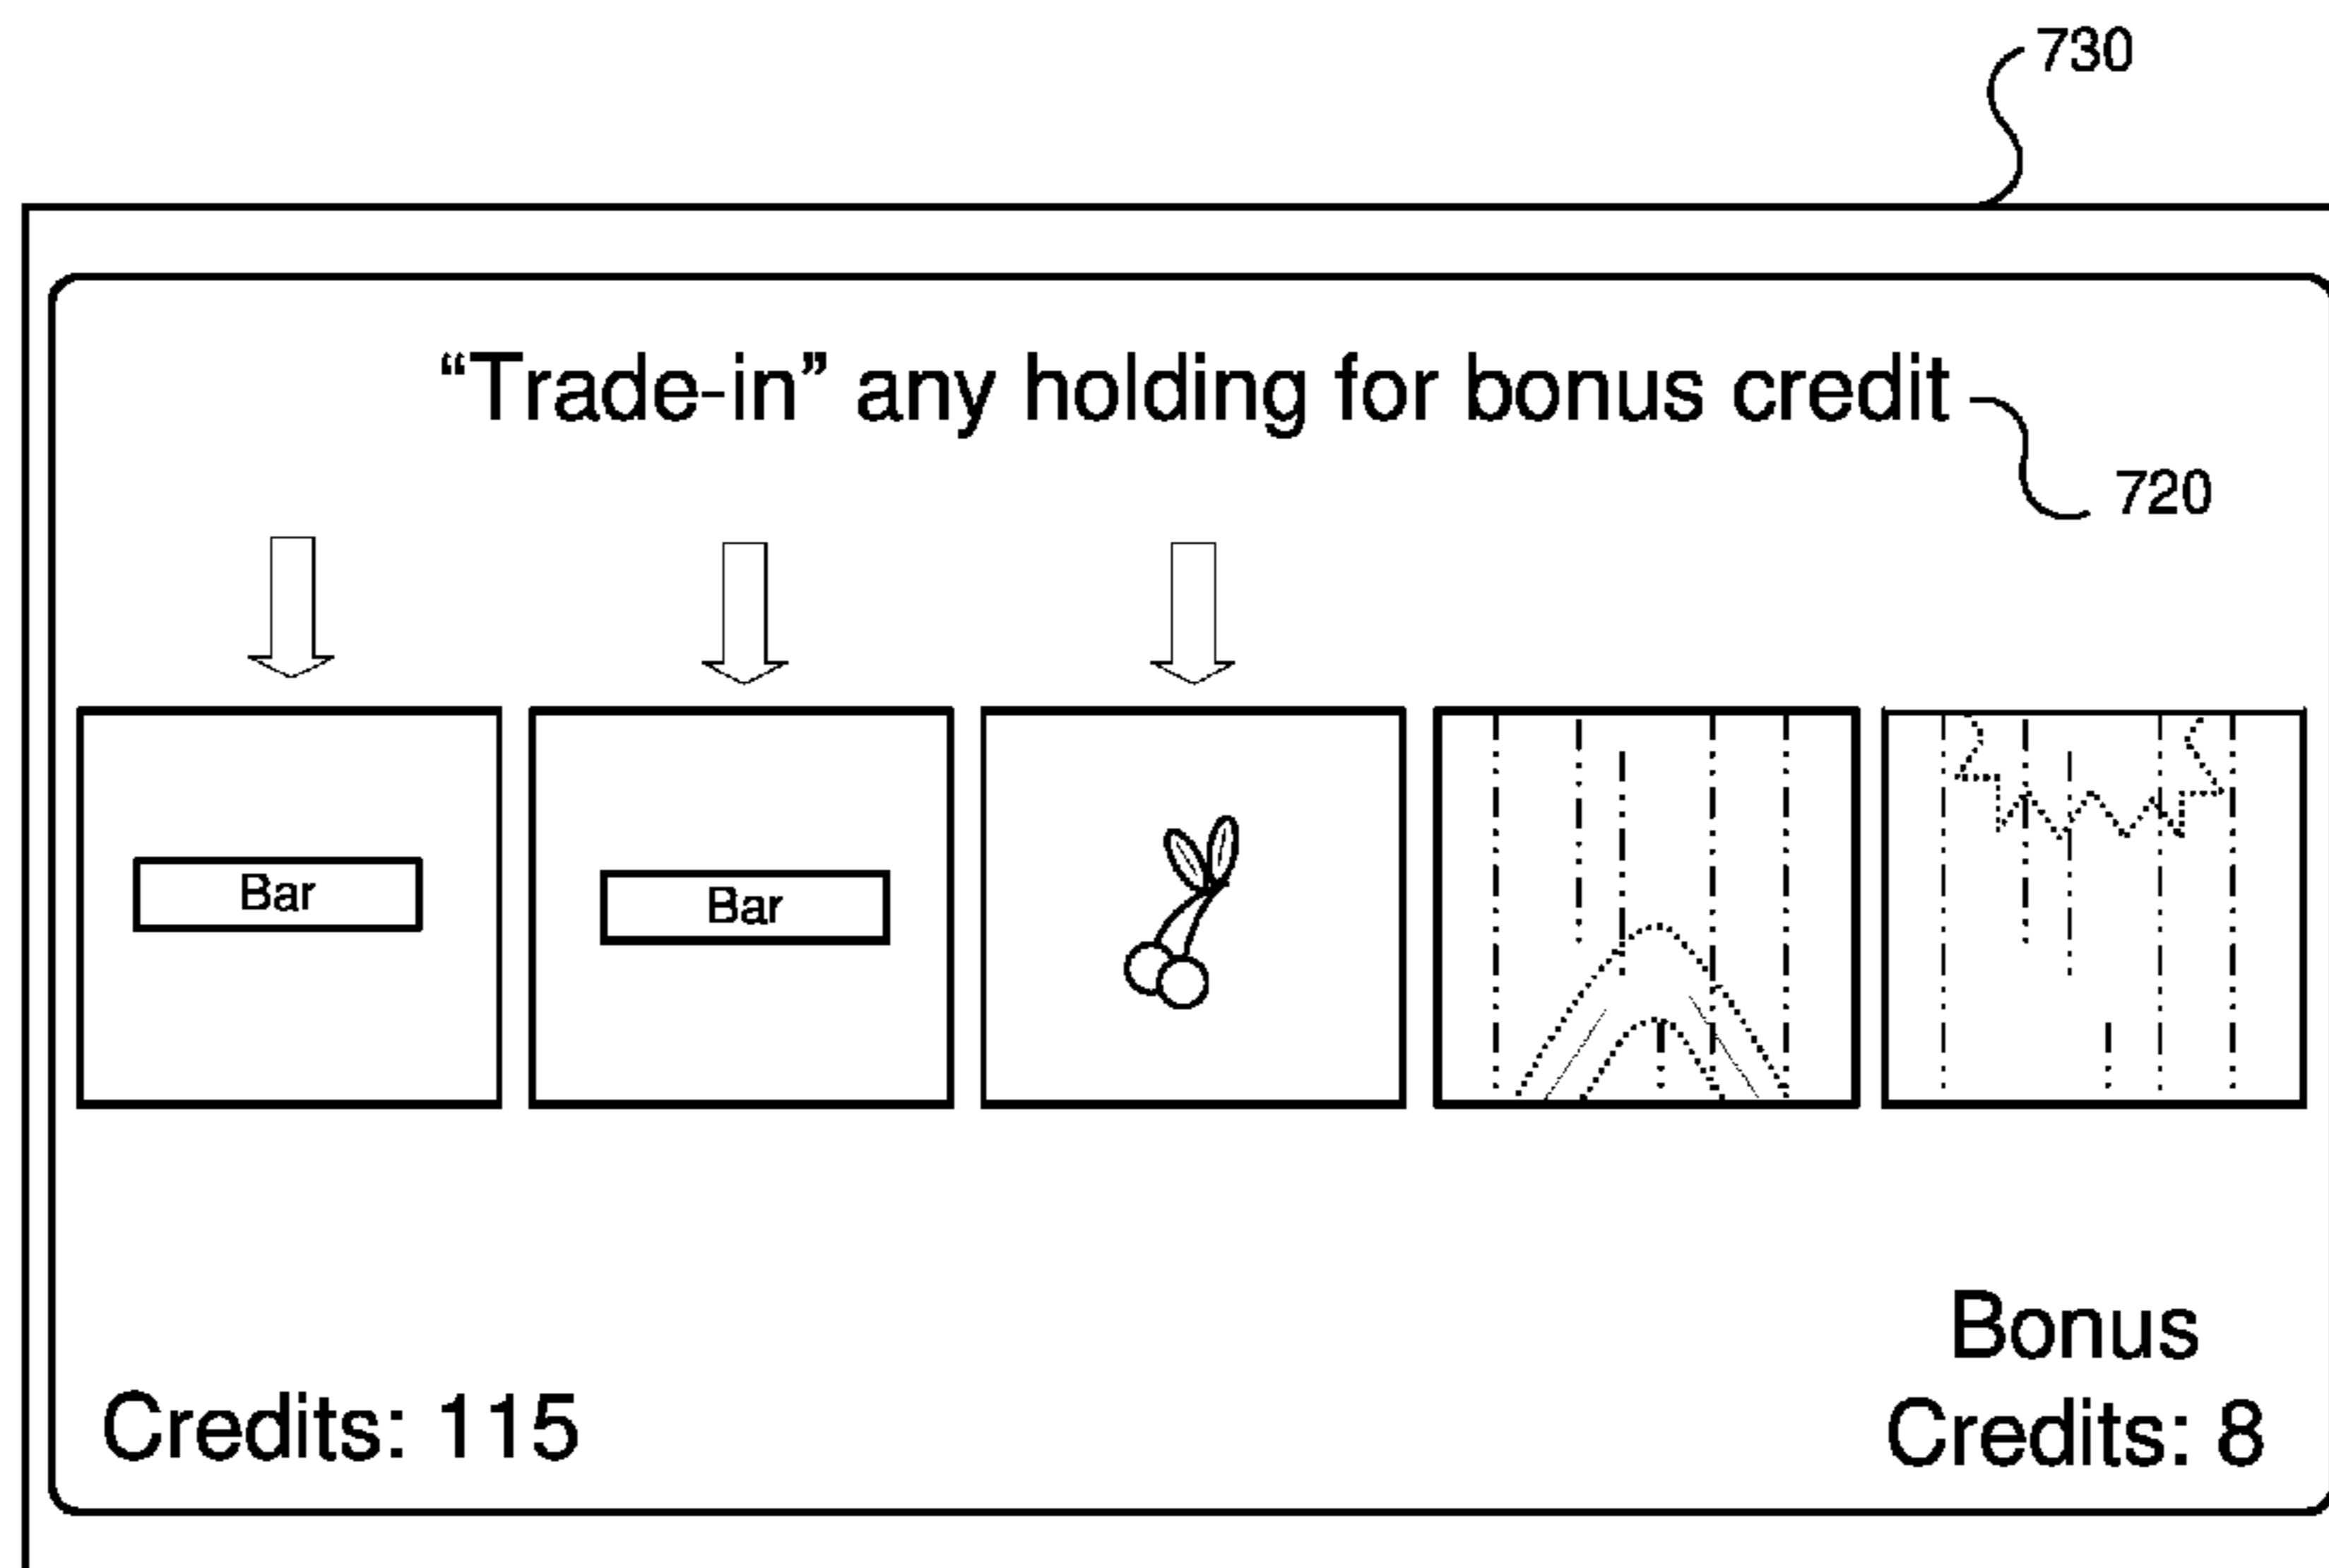 730
“Trade-in” any holding for bonus credit
720
Bar
Bar
Bonus
Credits: 115
Credits: 8